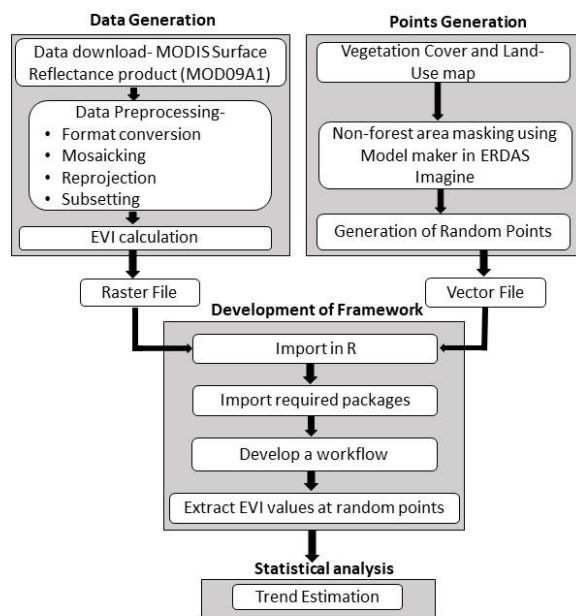 Data Generation
Data download- MODIS Surface
Reflectance product (MOD09A1)
Data Preprocessing-
• Format conversion
• Mosaicking
• Reprojection
• Subsetting
EVI calculation
Raster File
Points Generation
Vegetation Cover and Land-
Use map
Non-forest area masking using
Model maker in ERDAS
Imagine
Generation of Random Points
Vector File
Development of Framework
Import in R
Import required packages
Develop a workflow
Extract EVI values at random points
Statistical analysis
Trend Estimation